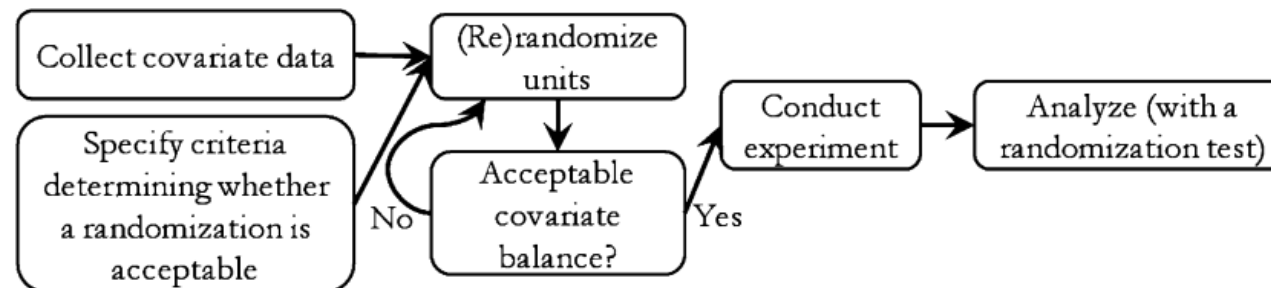 Collect covariate data
Specify criteria
determining whether
a randomization is
acceptable
(Re)randomize
units
No
Acceptable
covariate
balance?
Yes
Conduct
experiment
Analyze (with a
randomization test)